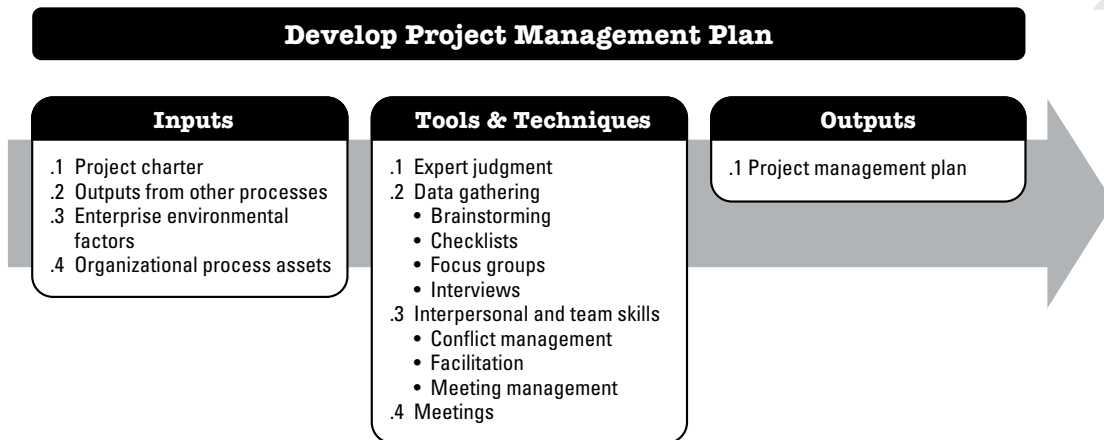 Develop Project Management Plan
Inputs
.1 Project charter
.2 Outputs from other processes
.3 Enterprise environmental
factors
.4 Organizational process assets
Tools & Techniques
.1 Expert judgment
.2 Data gathering
• Brainstorming
• Checklists
• Focus groups
• Interviews
.3 Interpersonal and team skills
• Conflict management
• Facilitation
• Meeting management
.4 Meetings
Outputs
.1 Project management plan